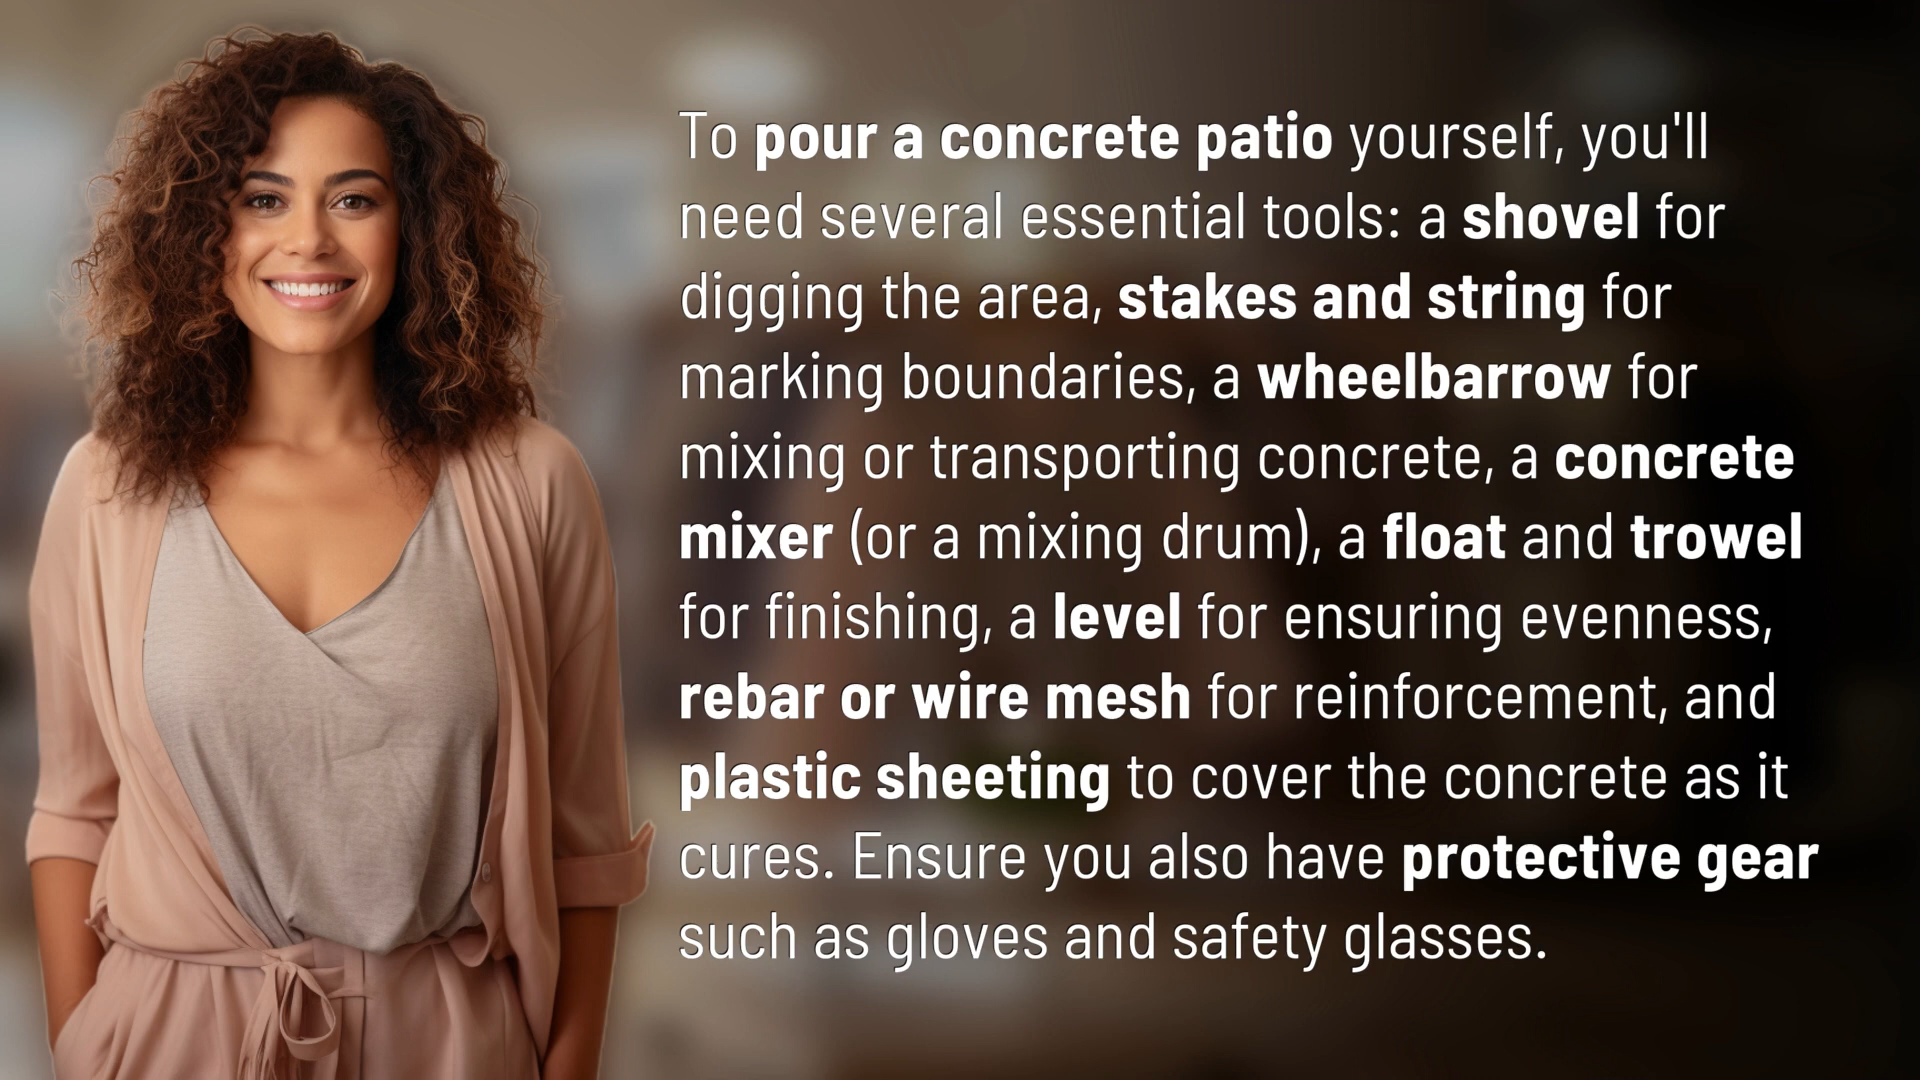 To pour a concrete patio yourself, you'll
need several essential tools: a shovel for
digging the area, stakes and string for
marking boundaries, a wheelbarrow for
mixing or transporting concrete, a concrete
mixer (or a mixing drum), a float and trowel
for finishing, a level for ensuring evenness,
rebar or wire mesh for reinforcement, and
plastic sheeting to cover the concrete as it
cures. Ensure you also have protective gear
such as gloves and safety glasses.